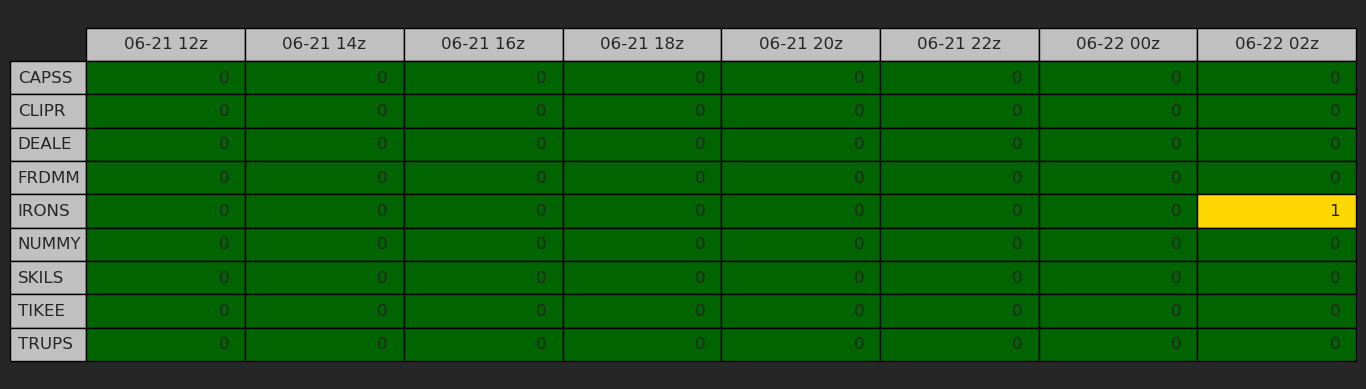 06-21 12z 06-21 14z 06-21 16z 06-21 18z 06-21 20z 06-21 22z 06-22 00z 06-22 02z
CAPSS 0 0 0 0 0 0 0 0
CLIPR 0 0 0 0 0 0 0 0
DEALE 0 0 0 0 0 0 0 0
FRDMM 0 0 0 0 0 0 0 0
IRONS 0 0 0 0 0 0 0 1
NUMMY 0 0 0 0 0 0 0 0
SKILS 0 0 0 0 0 0 0 0
TIKEE 0 0 0 0 0 0 0 0
TRUPS 0 0 0 0 0 0 0 0